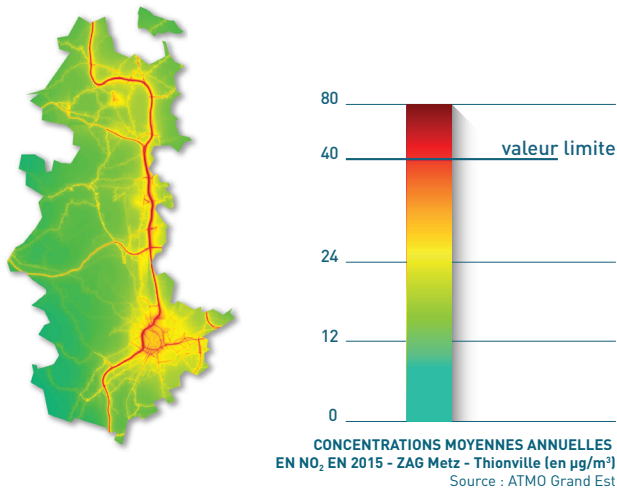 80
40
valeur limite
24
12
0
CONCENTRATIONS MOYENNES ANNUELLES
EN NO₂ EN 2015 - ZAG Metz - Thionville (en µg/m³)
Source : ATMO Grand Est